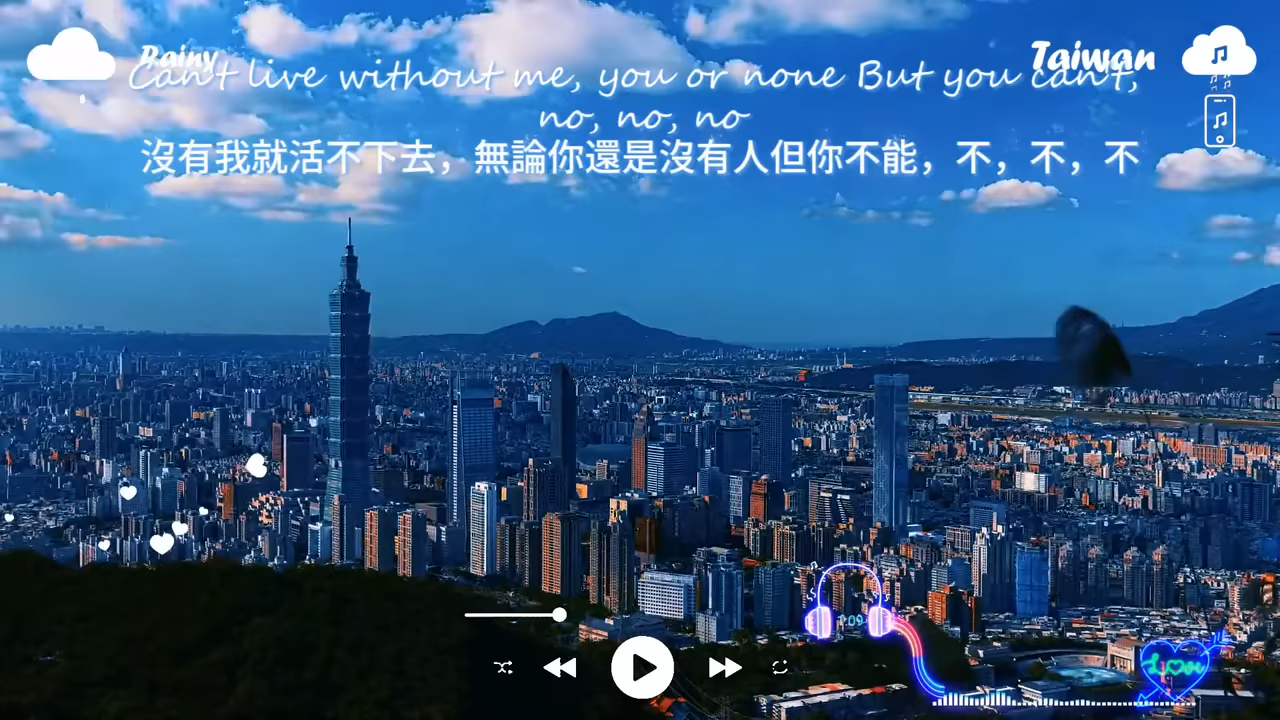 Rainy
Taiwan
Can't live without me, you or none But you can't,
no, no, no
沒有我就活不下去，無論你還是沒有人但你不能，不，不，不
:09
Love